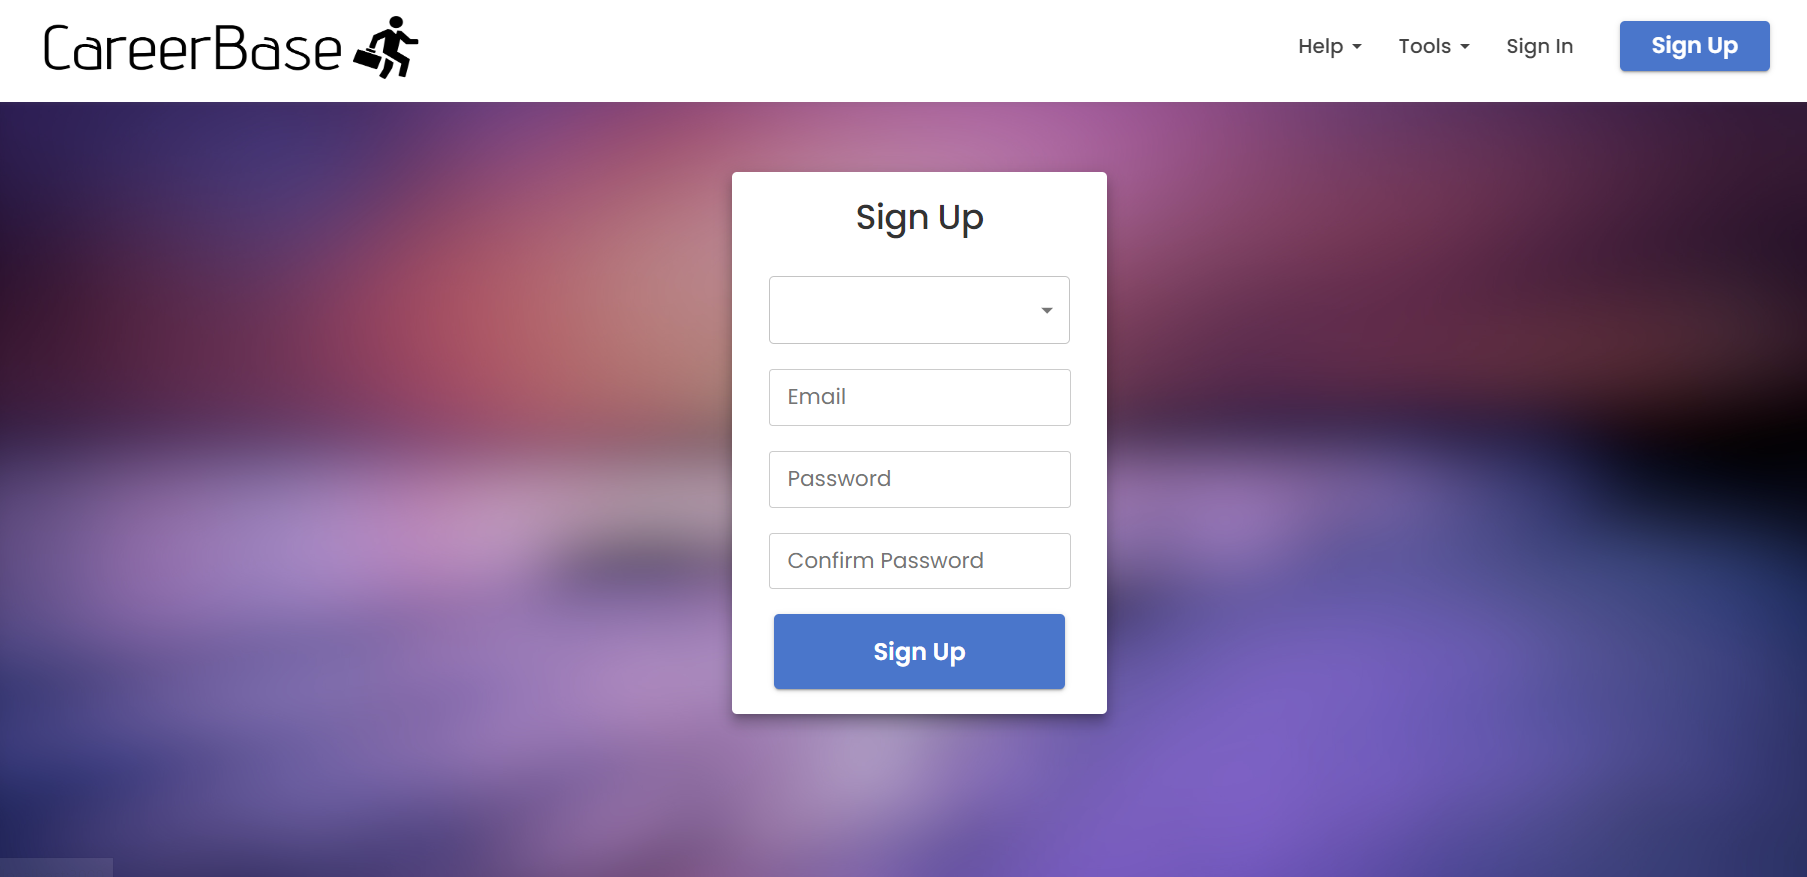 CareerBase
Help
Tools
Sign In
Sign Up
Sign Up
Email
Password
Confirm Password
Sign Up